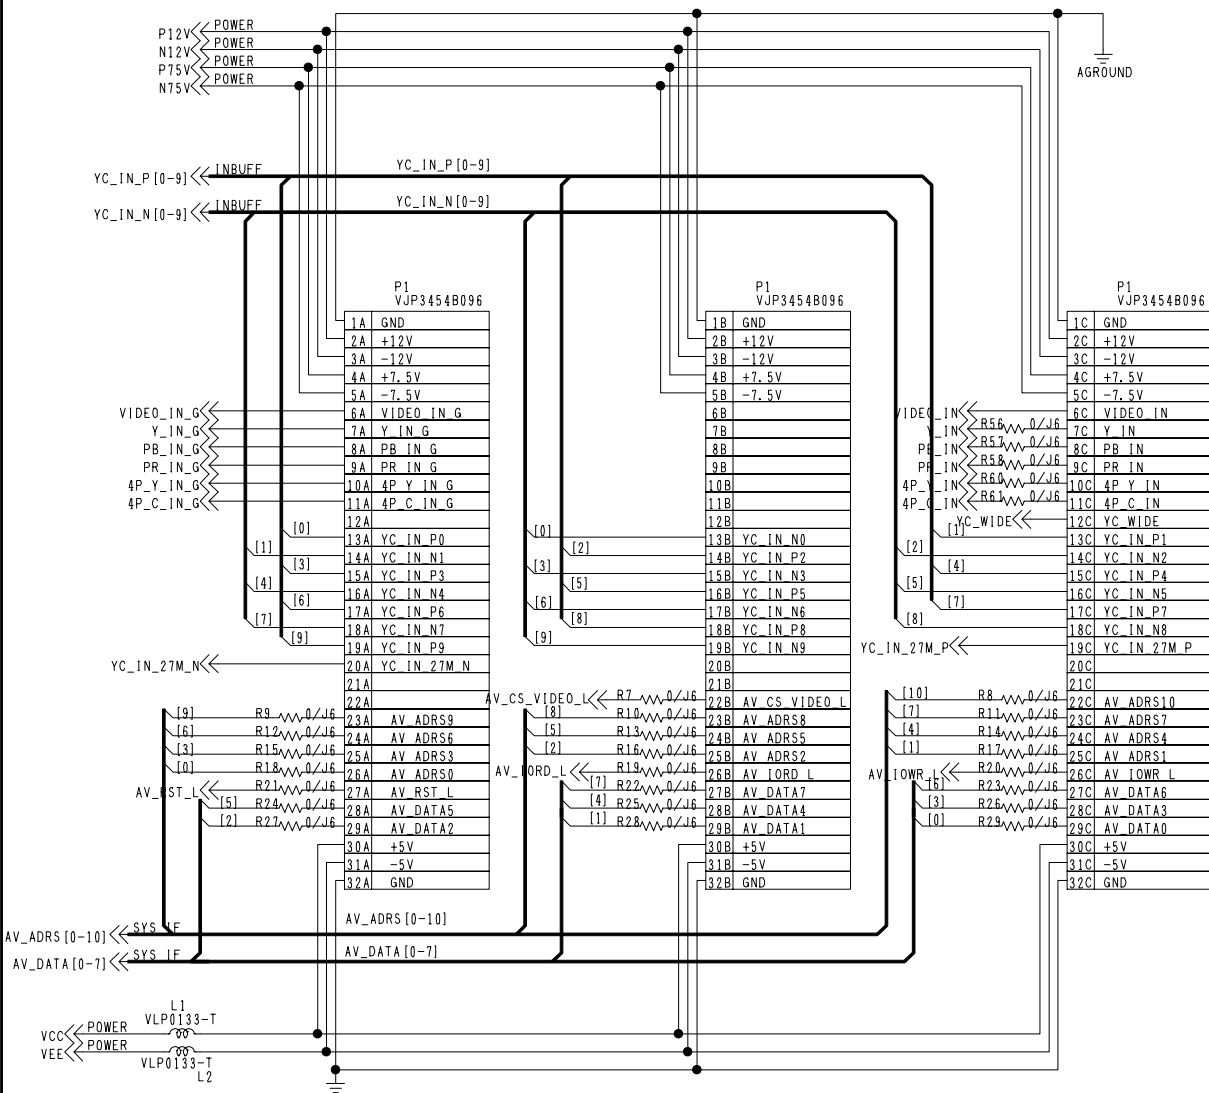 P12V POWER
N12V POWER
P75V POWER
N75V POWER
AGROUND
YC_IN_P[0-9] INBUFF YC_IN_P[0-9]
YC_IN_N[0-9] INBUFF YC_IN_N[0-9]
P1
VJP3454B096
1A GND
2A +12V
3A -12V
4A +7.5V
5A -7.5V
VIDEO_IN_G 6A VIDEO_IN_G
Y_IN_G 7A Y_IN_G
PB_IN_G 8A PB_IN_G
PR_IN_G 9A PR_IN_G
4P_Y_IN_G 10A 4P_Y_IN_G
4P_C_IN_G 11A 4P_C_IN_G
12A
[0] 13A YC_IN_P0
[1] 14A YC_IN_N1
[3] 15A YC_IN_P3
[4] 16A YC_IN_N4
[6] 17A YC_IN_P6
[7] 18A YC_IN_N7
[9] 19A YC_IN_P9
YC_IN_27M_N 20A YC_IN_27M_N
21A
22A
[9] R9 0/J6 23A AV_ADRS9
[6] R12 0/J6 24A AV_ADRS6
[3] R15 0/J6 25A AV_ADRS3
[0] R18 0/J6 26A AV_ADRS0
AV_RST_L R21 0/J6 27A AV_RST_L
[5] R24 0/J6 28A AV_DATA5
[2] R27 0/J6 29A AV_DATA2
30A +5V
31A -5V
32A GND
P1
VJP3454B096
1B GND
2B +12V
3B -12V
4B +7.5V
5B -7.5V
6B
7B
8B
9B
10B
11B
12B
[0] 13B YC_IN_N0
[2] 14B YC_IN_P2
[3] 15B YC_IN_N3
[5] 16B YC_IN_P5
[6] 17B YC_IN_N6
[8] 18B YC_IN_P8
[9] 19B YC_IN_N9
20B
21B
AV_CS_VIDEO_L R7 0/J6 22B AV_CS_VIDEO_L
[8] R10 0/J6 23B AV_ADRS8
[5] R13 0/J6 24B AV_ADRS5
[2] R16 0/J6 25B AV_ADRS2
AV_IORD_L R19 0/J6 26B AV_IORD_L
[7] R22 0/J6 27B AV_DATA7
[4] R25 0/J6 28B AV_DATA4
[1] R28 0/J6 29B AV_DATA1
30B +5V
31B -5V
32B GND
P1
VJP3454B096
1C GND
2C +12V
3C -12V
4C +7.5V
5C -7.5V
VIDEO_IN 6C VIDEO_IN
Y_IN R56 0/J6 7C Y_IN
PB_IN R57 0/J6 8C PB_IN
PR_IN R58 0/J6 9C PR_IN
4P_Y_IN R60 0/J6 10C 4P_Y_IN
4P_C_IN R61 0/J6 11C 4P_C_IN
YC_WIDE 12C YC_WIDE
[1] 13C YC_IN_P1
[2] 14C YC_IN_N2
[4] 15C YC_IN_P4
[5] 16C YC_IN_N5
[7] 17C YC_IN_P7
[8] 18C YC_IN_N8
YC_IN_27M_P 19C YC_IN_27M_P
20C
21C
[10] R8 0/J6 22C AV_ADRS10
[7] R11 0/J6 23C AV_ADRS7
[4] R14 0/J6 24C AV_ADRS4
[1] R17 0/J6 25C AV_ADRS1
AV_IOWR_L R20 0/J6 26C AV_IOWR_L
[6] R23 0/J6 27C AV_DATA6
[3] R26 0/J6 28C AV_DATA3
[0] R29 0/J6 29C AV_DATA0
30C +5V
31C -5V
32C GND
AV_ADRS[0-10] SYS_IF AV_ADRS[0-10]
AV_DATA[0-7] SYS_IF AV_DATA[0-7]
L1
VLP0133-T
VCC POWER
VEE POWER
VLP0133-T
L2